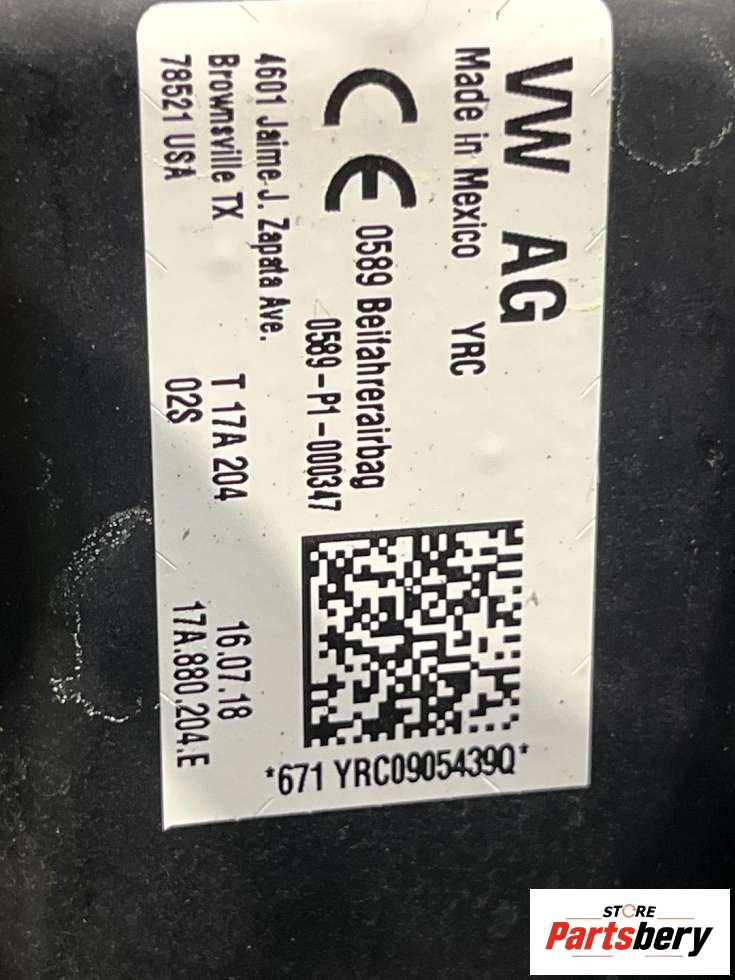 VW AG
Made in Mexico YRC
0589 Beifahrerairbag
0589-P1-000347
4601 Jaime J. Zapata Ave.
Brownsville TX
78521 USA
T 17A 204
02S
16.07.18
17A.880.204.E
*671 YRC0905439Q*
STORE
Partsbery